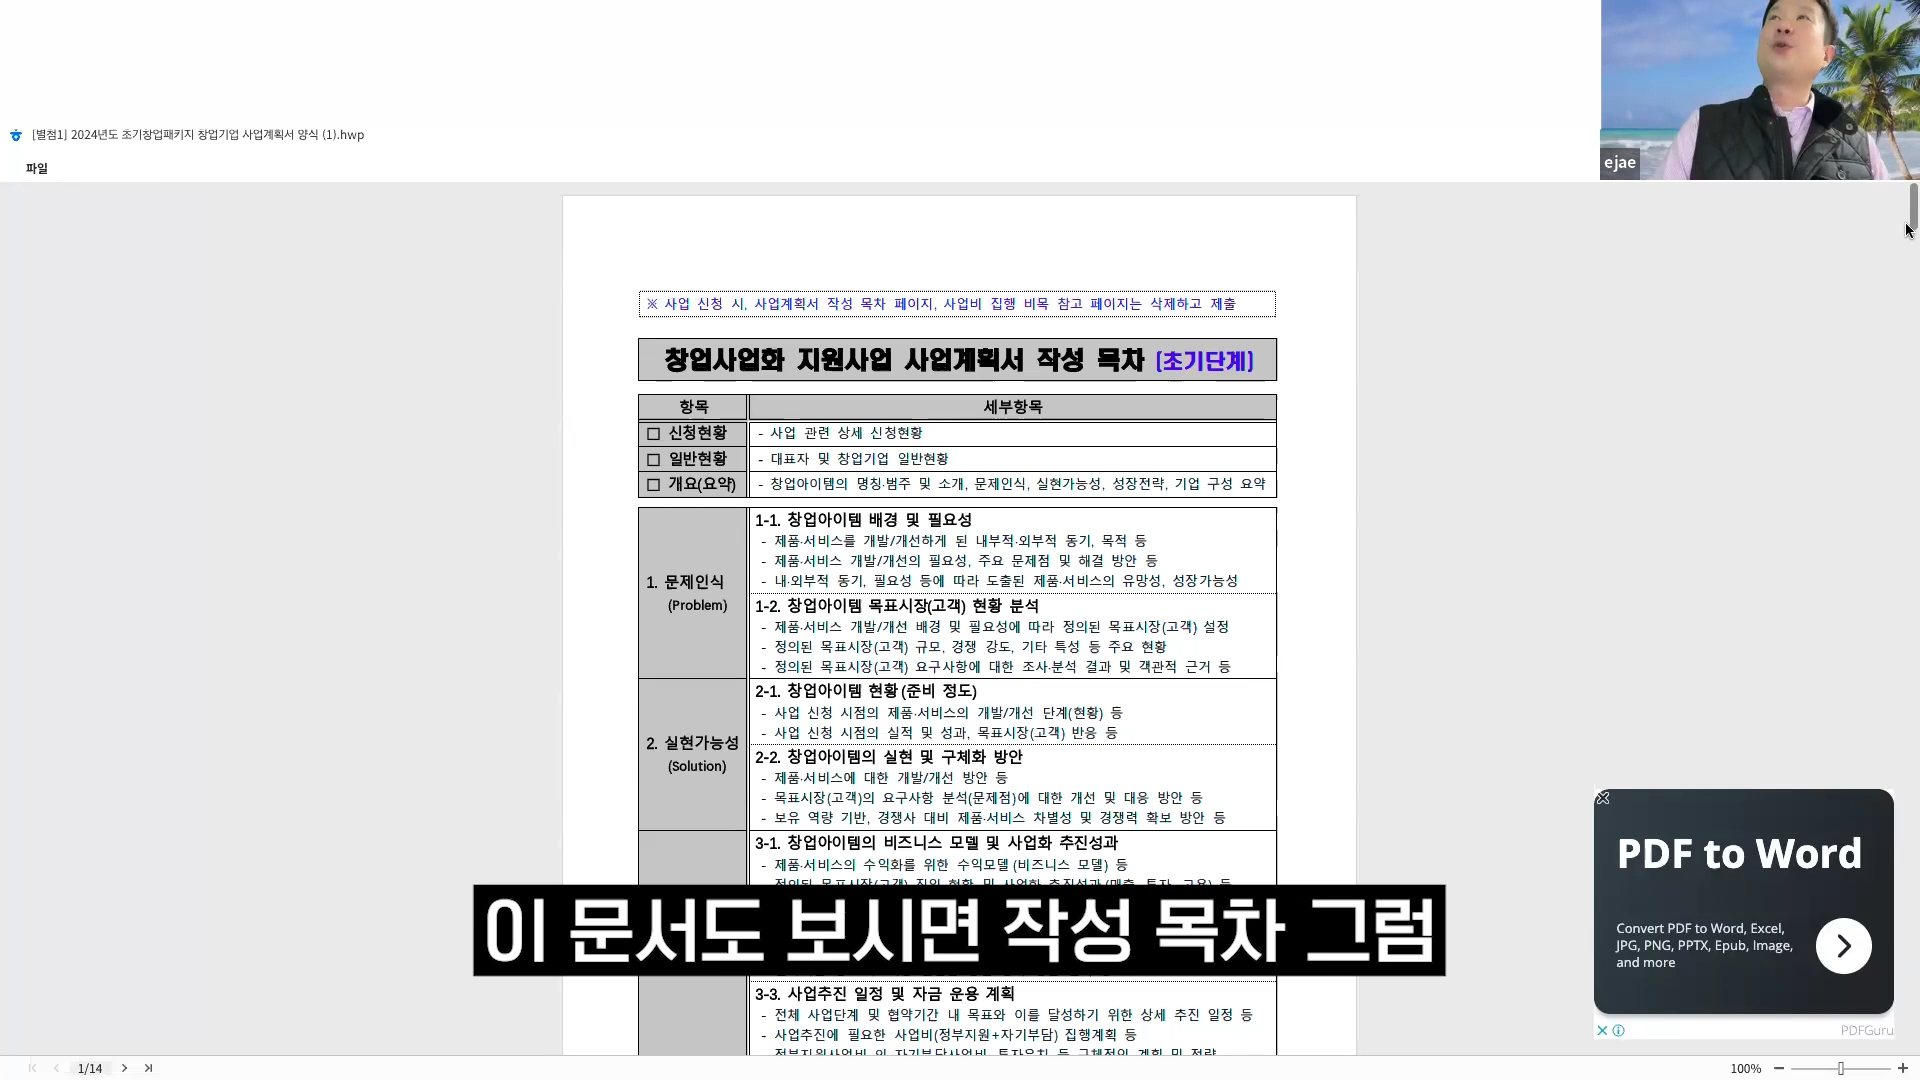 ejae
[별첨1] 2024년도 초기창업패키지 창업기업 사업계획서 양식 (1).hwp
파일
※ 사업 신청 시, 사업계획서 작성 목차 페이지, 사업비 집행 비목 참고 페이지는 삭제하고 제출
창업사업화 지원사업 사업계획서 작성 목차 [초기단계]
항목 세부항목
□ 신청현황 - 사업 관련 상세 신청현황
□ 일반현황 - 대표자 및 창업기업 일반현황
□ 개요(요약) - 창업아이템의 명칭·범주 및 소개, 문제인식, 실현가능성, 성장전략, 기업 구성 요약
1. 문제인식
(Problem)
1-1. 창업아이템 배경 및 필요성
- 제품·서비스를 개발/개선하게 된 내부적·외부적 동기, 목적 등
- 제품·서비스 개발/개선의 필요성, 주요 문제점 및 해결 방안 등
- 내·외부적 동기, 필요성 등에 따라 도출된 제품·서비스의 유망성, 성장가능성
1-2. 창업아이템 목표시장(고객) 현황 분석
- 제품·서비스 개발/개선 배경 및 필요성에 따라 정의된 목표시장(고객) 설정
- 정의된 목표시장(고객) 규모, 경쟁 강도, 기타 특성 등 주요 현황
- 정의된 목표시장(고객) 요구사항에 대한 조사·분석 결과 및 객관적 근거 등
2. 실현가능성
(Solution)
2-1. 창업아이템 현황(준비 정도)
- 사업 신청 시점의 제품·서비스의 개발/개선 단계(현황) 등
- 사업 신청 시점의 실적 및 성과, 목표시장(고객) 반응 등
2-2. 창업아이템의 실현 및 구체화 방안
- 제품·서비스에 대한 개발/개선 방안 등
- 목표시장(고객)의 요구사항 분석(문제점)에 대한 개선 및 대응 방안 등
- 보유 역량 기반, 경쟁사 대비 제품·서비스 차별성 및 경쟁력 확보 방안 등
3-1. 창업아이템의 비즈니스 모델 및 사업화 추진성과
- 제품·서비스의 수익화를 위한 수익모델(비즈니스 모델) 등
이 문서도 보시면 작성 목차 그럼
3-3. 사업추진 일정 및 자금 운용 계획
- 전체 사업단계 및 협약기간 내 목표와 이를 달성하기 위한 상세 추진 일정 등
- 사업추진에 필요한 사업비(정부지원+자기부담) 집행계획 등
PDF to Word
Convert PDF to Word, Excel,
JPG, PNG, PPTX, Epub, Image,
and more
PDFGuru
1/14
100%